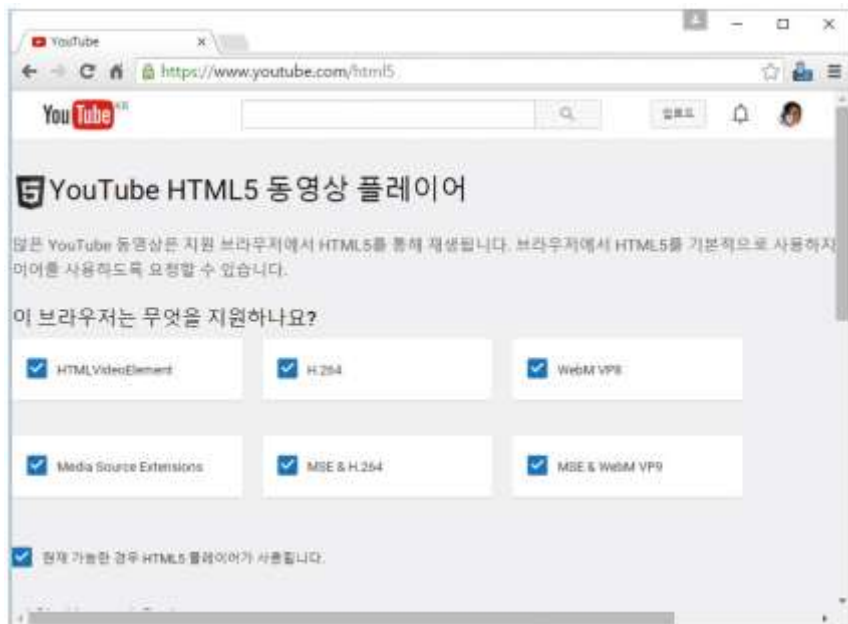 YouTube
https://www.youtube.com/html5
YouTube KR
업로드
YouTube HTML5 동영상 플레이어
많은 YouTube 동영상은 지원 브라우저에서 HTML5를 통해 재생됩니다. 브라우저에서 HTML5를 기본적으로 사용하지
이어를 사용하도록 요청할 수 있습니다.
이 브라우저는 무엇을 지원하나요?
HTMLVideoElement
H.264
WebM VP8
Media Source Extensions
MSE & H.264
MSE & WebM VP9
현재 가능한 경우 HTML5 플레이어가 사용됩니다.